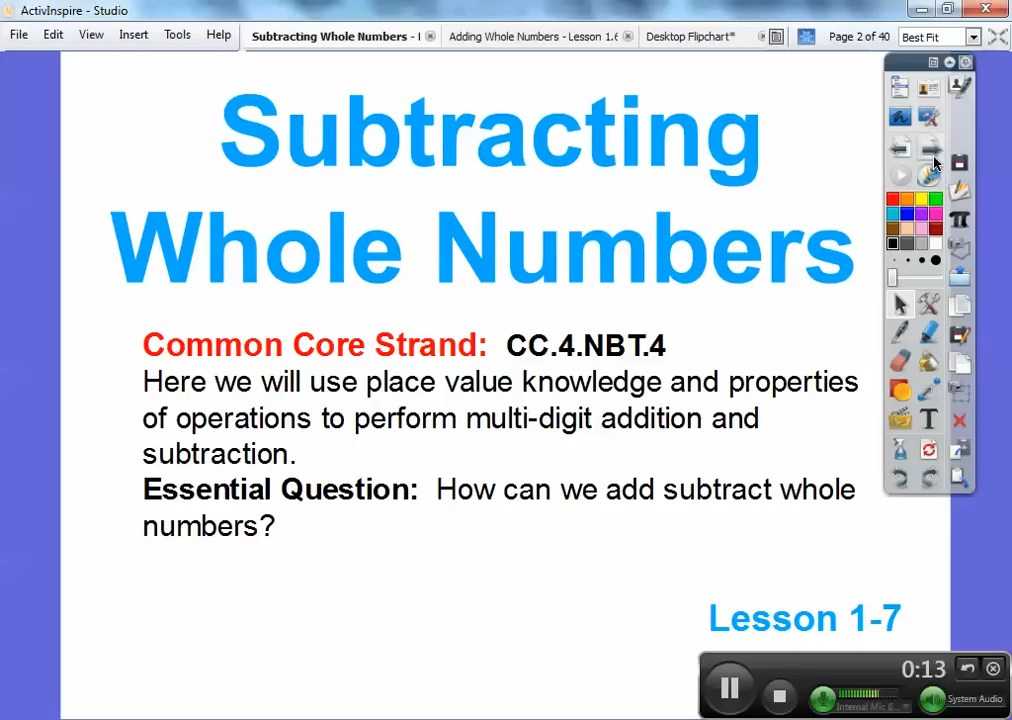 ActivInspire - Studio
File Edit View Insert Tools Help
Subtracting Whole Numbers - Adding Whole Numbers - Lesson 1.6 Desktop Flipchart* Page 2 of 40 Best Fit
Subtracting
Whole Numbers
Common Core Strand: CC.4.NBT.4
Here we will use place value knowledge and properties
of operations to perform multi-digit addition and
subtraction.
Essential Question: How can we add subtract whole
numbers?
Lesson 1-7
0:13
Internal Mic System Audio